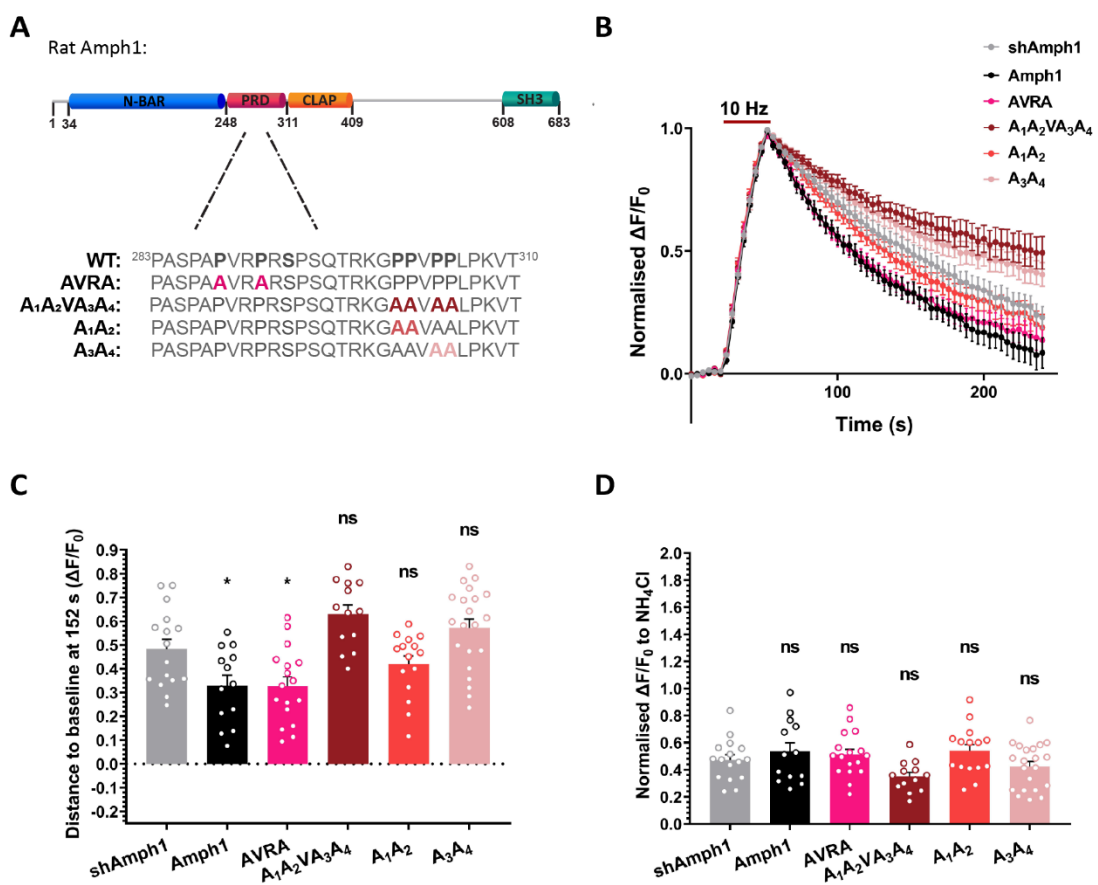 A
Rat Amph1:
N-BAR PRD CLAP SH3
1 34 248 311 409 608 683
WT: ²⁸³PASPAPVRPRSPSQTRKGPPVPPLPKVT³¹⁰
AVRA: PASPAAVRARSPSQTRKGPPVPPLPKVT
A₁A₂VA₃A₄: PASPAPVRPRSPSQTRKGAAVAALPKVT
A₁A₂: PASPAPVRPRSPSQTRKGAAVAALPKVT
A₃A₄: PASPAPVRPRSPSQTRKGAAVAALPKVT
B
shAmph1
Amph1
AVRA
A₁A₂VA₃A₄
A₁A₂
A₃A₄
10 Hz
Normalised ΔF/F₀
1.0
0.5
0.0
100 200
Time (s)
C
Distance to baseline at 152 s (ΔF/F₀)
0.9
0.8
0.7
0.6
0.5
0.4
0.3
0.2
0.1
0.0
-0.1
-0.2
* * ns ns ns
shAmph1 Amph1 AVRA A₁A₂VA₃A₄ A₁A₂ A₃A₄
D
Normalised ΔF/F₀ to NH₄Cl
2.0
1.8
1.6
1.4
1.2
1.0
0.8
0.6
0.4
0.2
0.0
ns ns ns ns ns
shAmph1 Amph1 AVRA A₁A₂VA₃A₄ A₁A₂ A₃A₄